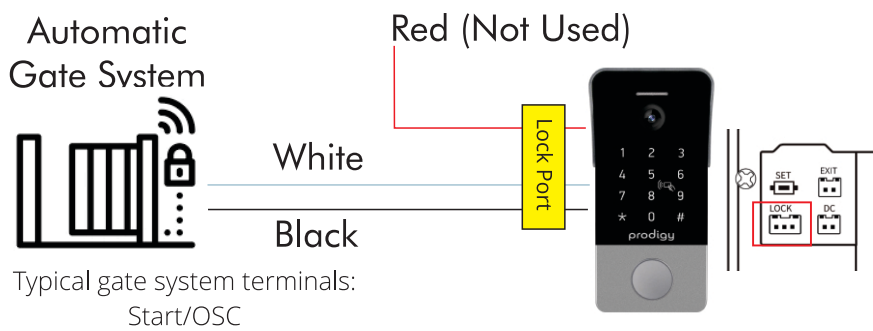 Automatic
Gate System
Red (Not Used)
White
Black
Lock Port
Typical gate system terminals:
Start/OSC
1 2 3
4 5 6
7 8 9
* 0 #
prodigy
SET
EXIT
LOCK
DC